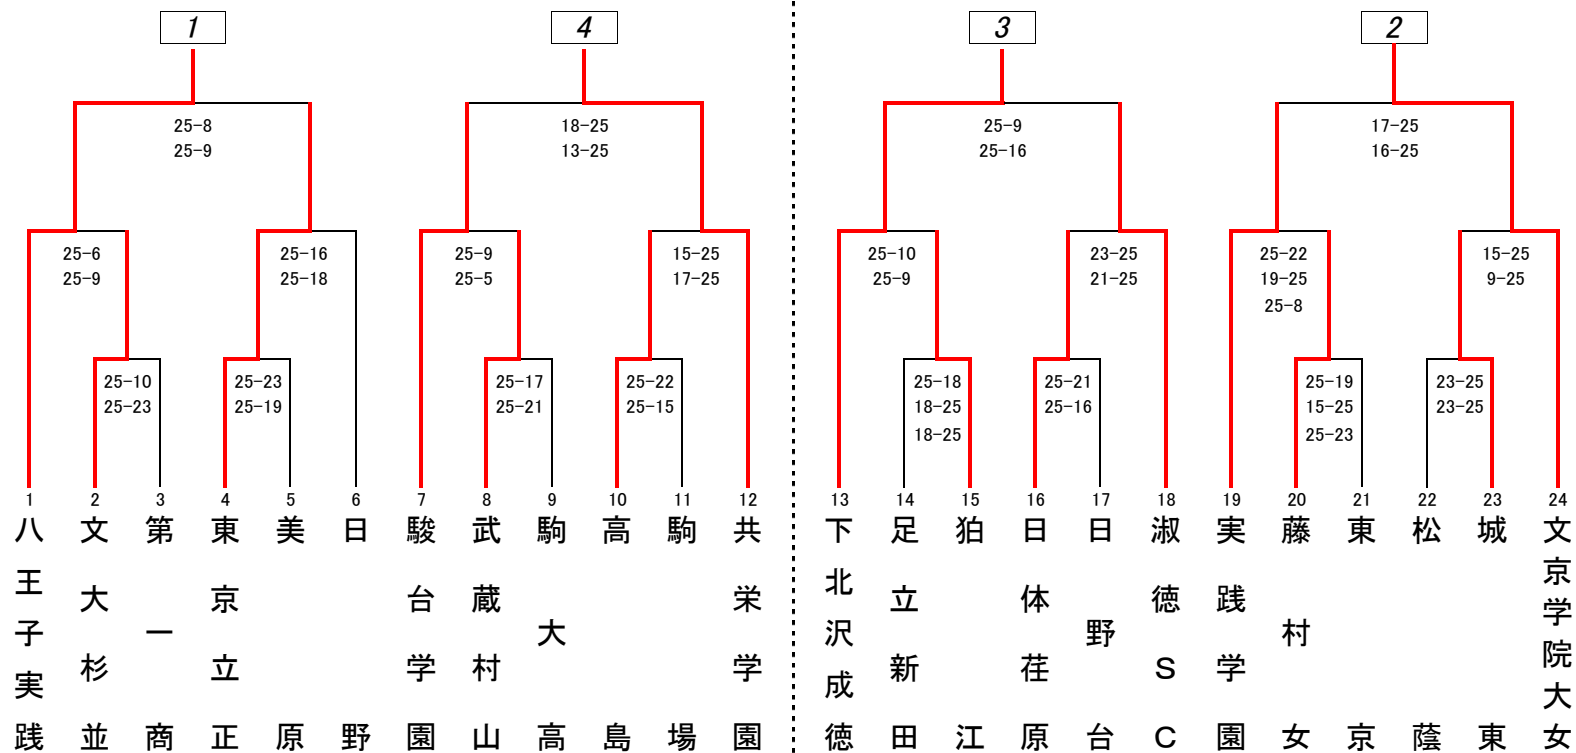 1 4 3 2
25-8 18-25 25-9 17-25
25-9 13-25 25-16 16-25
25-6 25-16 25-9 15-25 25-10 23-25 25-22 15-25
25-9 25-18 25-5 17-25 25-9 21-25 19-25 9-25
25-8
25-10 25-23 25-17 25-22 25-18 25-21 25-19 23-25
25-23 25-19 25-21 25-15 18-25 25-16 15-25 23-25
18-25 25-23
1 2 3 4 5 6 7 8 9 10 11 12 13 14 15 16 17 18 19 20 21 22 23 24
八王子実践
文大杉並
第一商
東京立正
美原
日野
駿台学園
武蔵村山
駒大高
高島
駒場
共栄学園
下北沢成徳
足立新田
狛江
日体荏原
日野台
淑徳SC
実践学園
藤村女
東京
松蔭
城東
文京学院大女